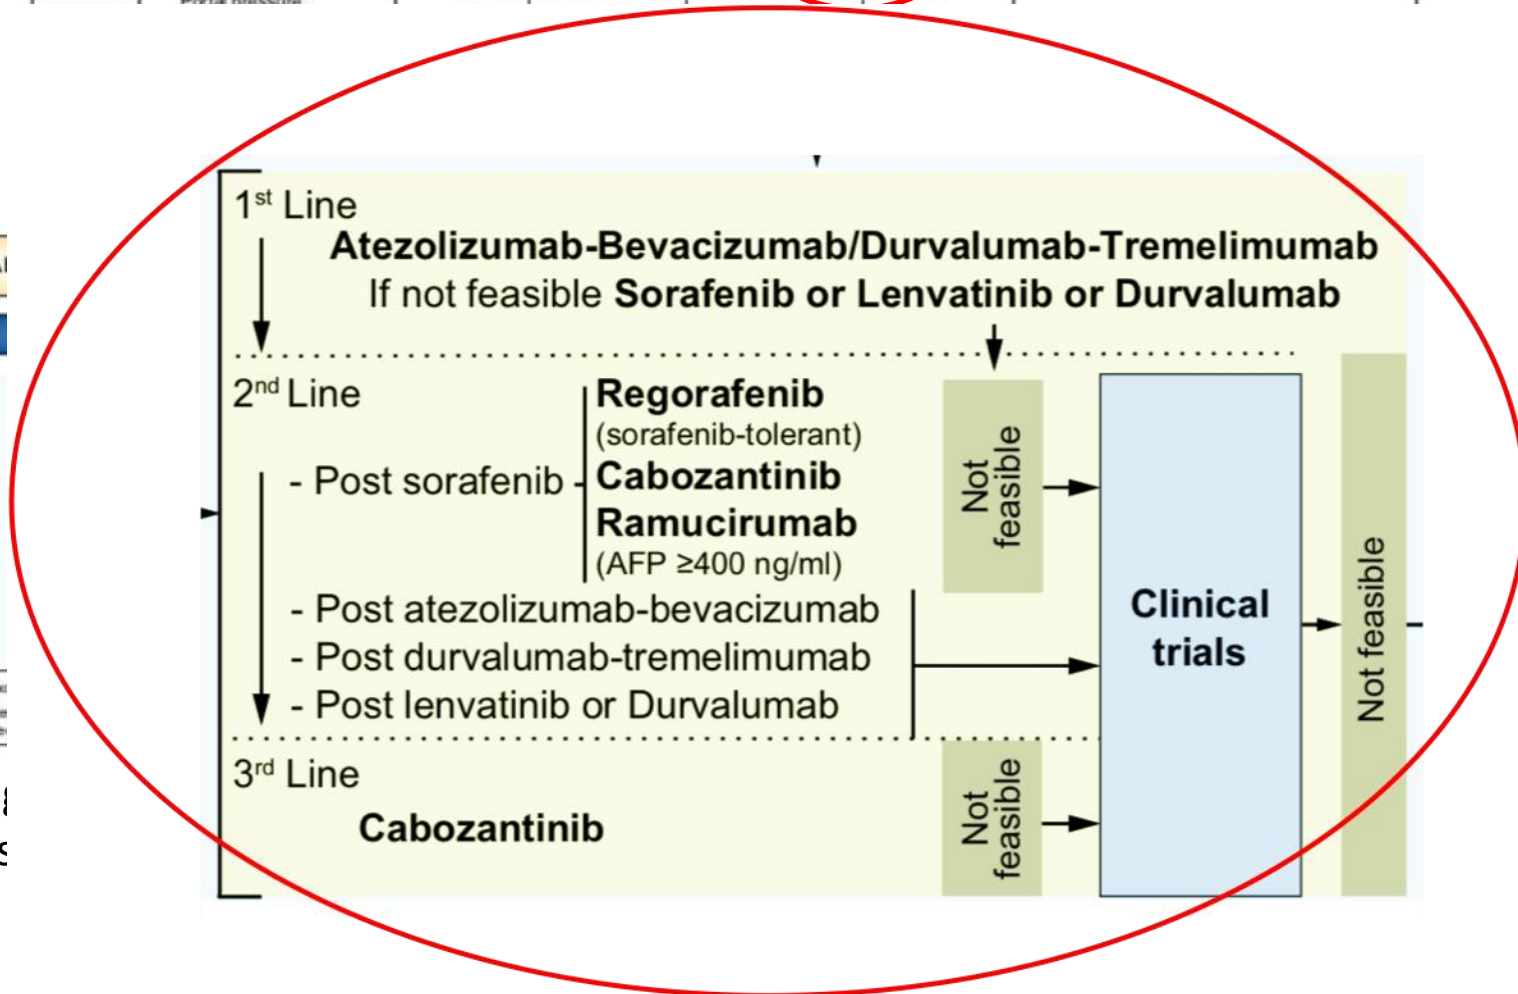 1st Line
Atezolizumab-Bevacizumab/Durvalumab-Tremelimumab
If not feasible Sorafenib or Lenvatinib or Durvalumab
2nd Line
Regorafenib
(sorafenib-tolerant)
- Post sorafenib
Cabozantinib
Ramucirumab
(AFP ≥400 ng/ml)
Not
feasible
- Post atezolizumab-bevacizumab
- Post durvalumab-tremelimumab
- Post lenvatinib or Durvalumab
Clinical
trials
Not feasible
3rd Line
Cabozantinib
Not
feasible